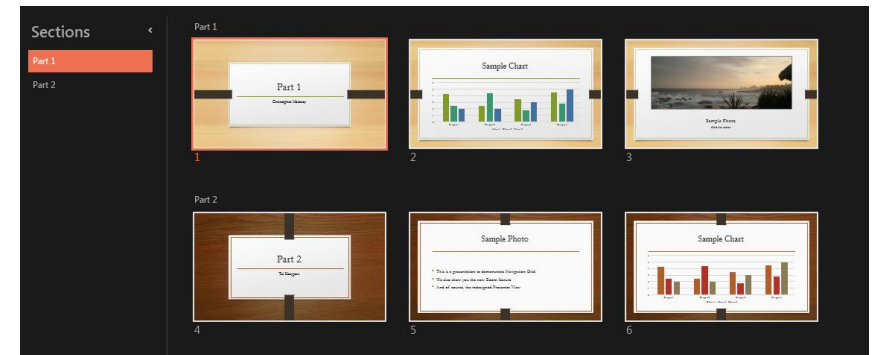 Sections
Part 1
Part 2
Part 1
Part 1
1
Sample Chart
2
Sample Photo
3
Part 2
Part 2
4
Sample Photo
This is a presentation to demonstrate Navigation Grid
We also show you the new Zoom feature
And of course, the redesigned Presenter View
5
Sample Chart
6